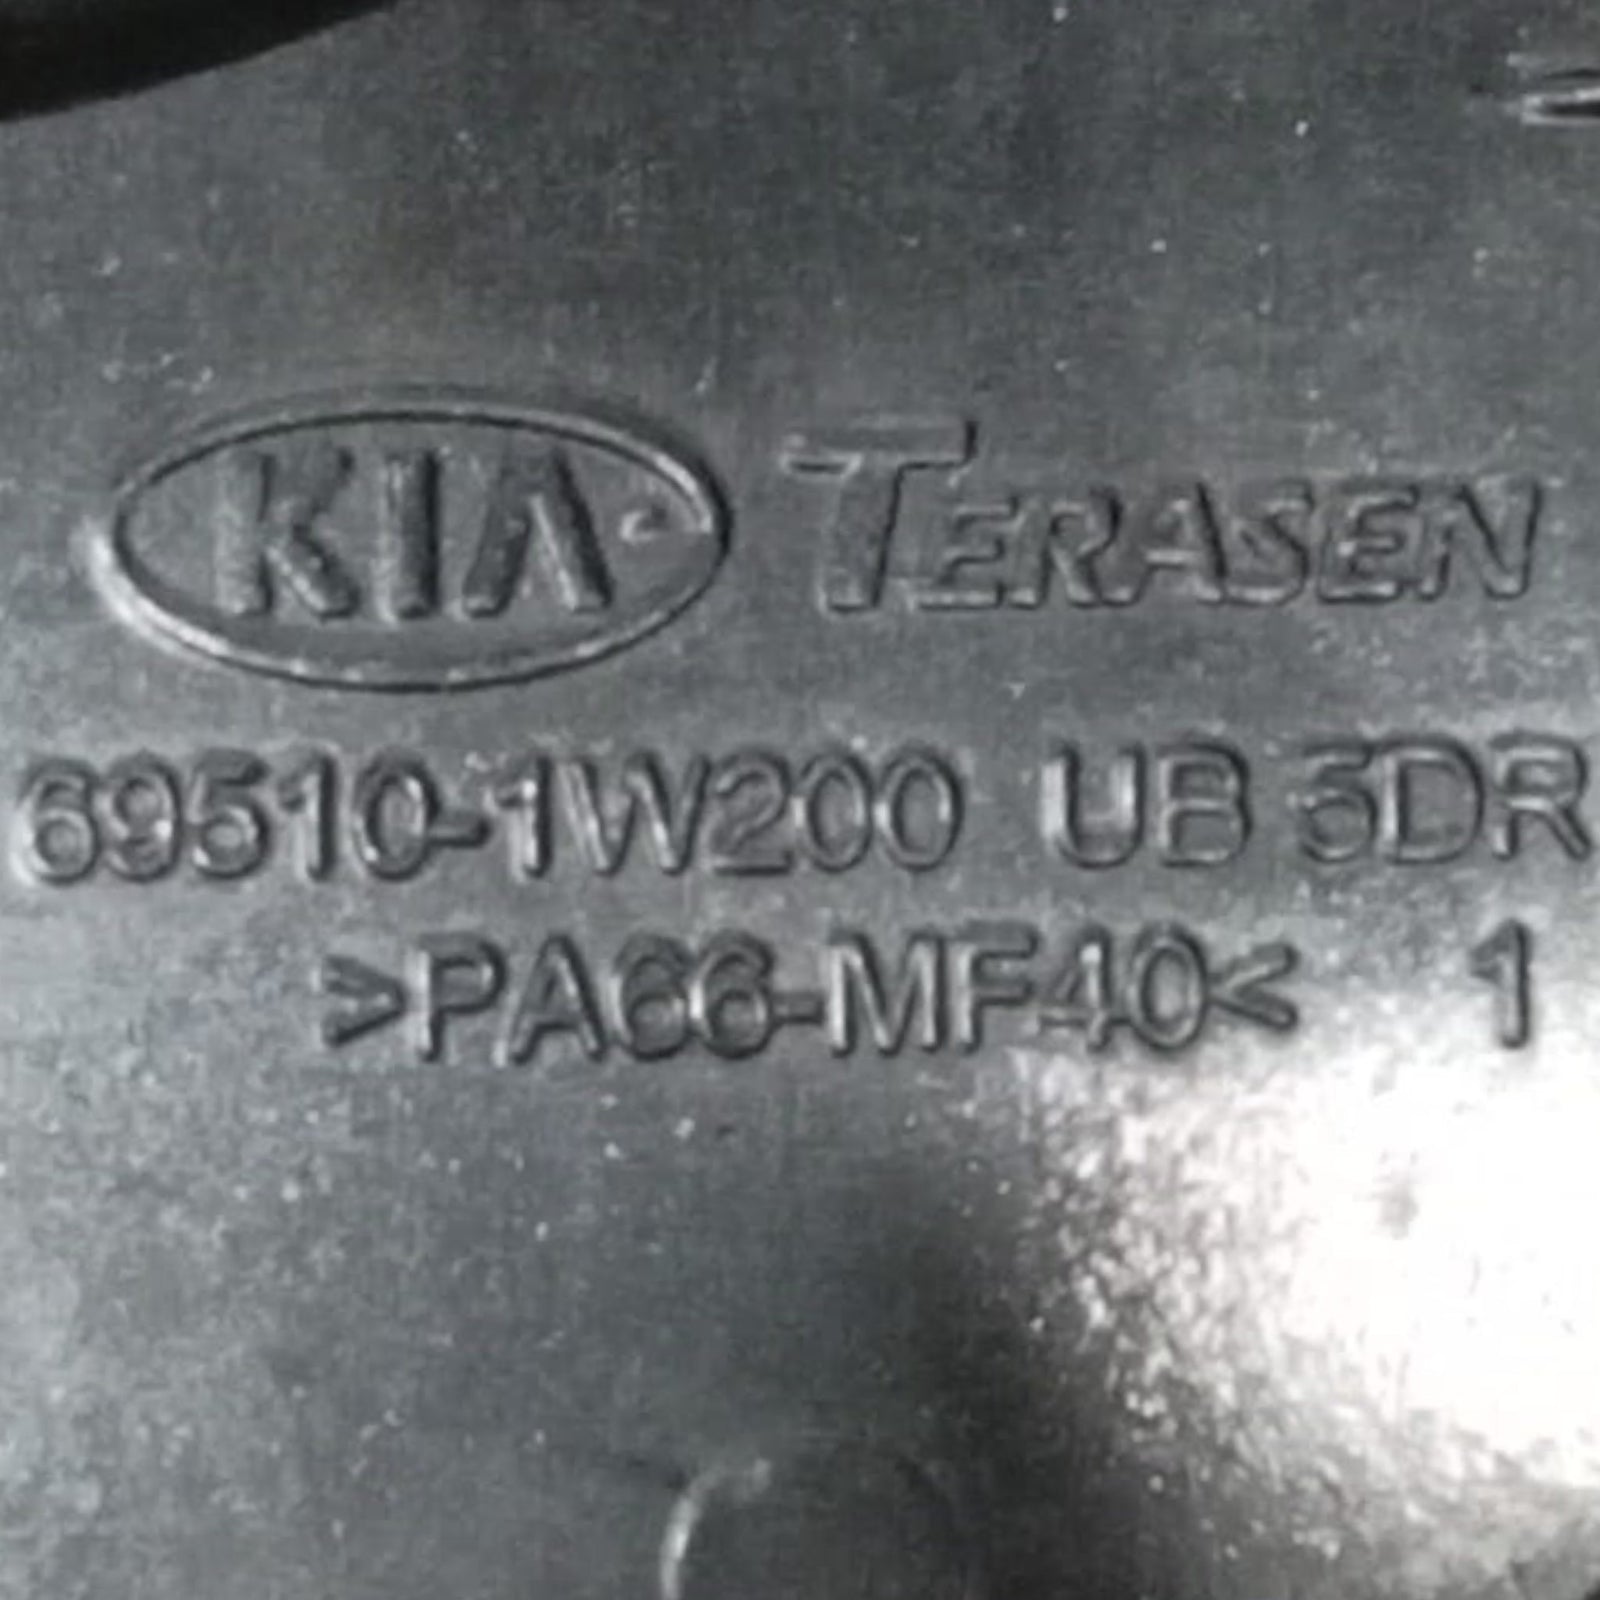 KIA TERASEN
69510-1W200 UB 5DR
>PA66-MF40< 1